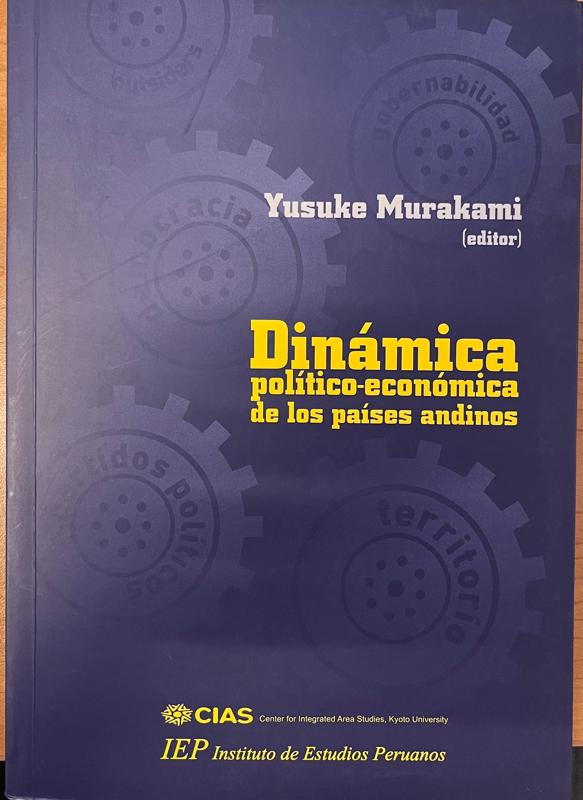 outsiders
gobernabilidad
democracia
Yusuke Murakami
(editor)
Dinámica
político-económica
de los países andinos
partidos políticos
territorio
CIAS Center for Integrated Area Studies, Kyoto University
IEP Instituto de Estudios Peruanos